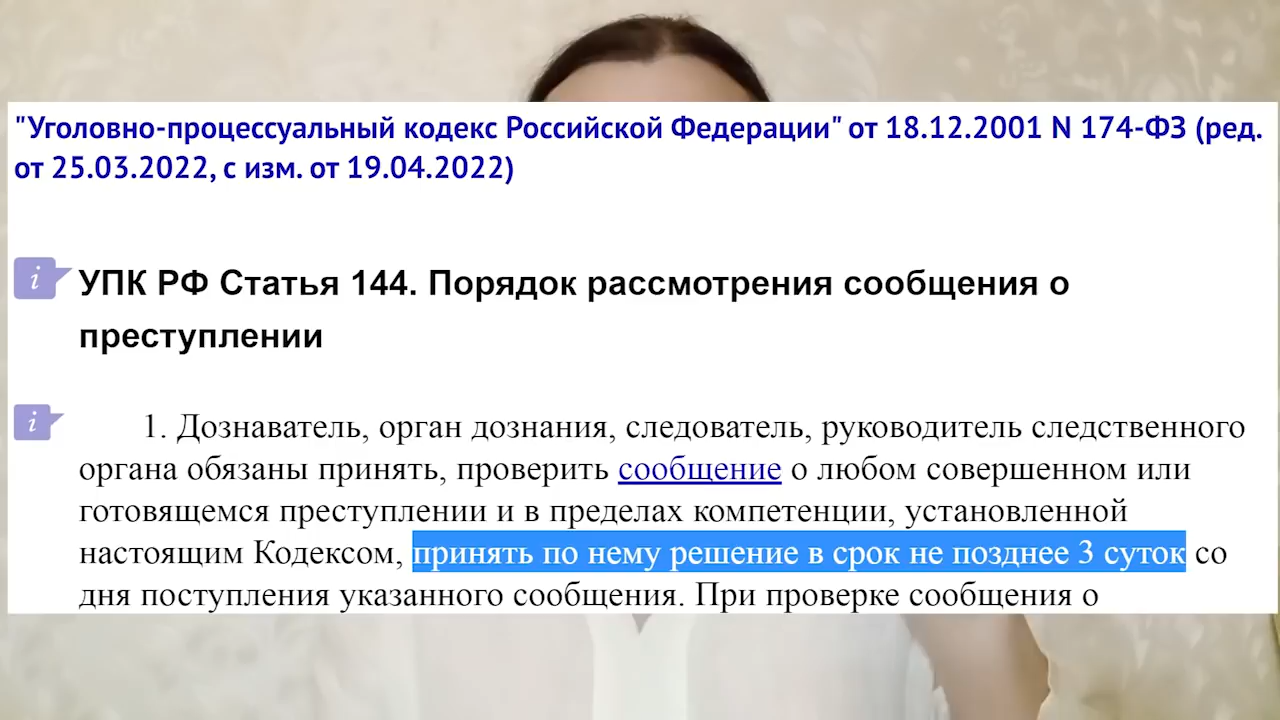 "Уголовно-процессуальный кодекс Российской Федерации" от 18.12.2001 N 174-ФЗ (ред.
от 25.03.2022, с изм. от 19.04.2022)
i УПК РФ Статья 144. Порядок рассмотрения сообщения о
преступлении
i 1. Дознаватель, орган дознания, следователь, руководитель следственного
органа обязаны принять, проверить сообщение о любом совершенном или
готовящемся преступлении и в пределах компетенции, установленной
настоящим Кодексом, принять по нему решение в срок не позднее 3 суток со
дня поступления указанного сообщения. При проверке сообщения о